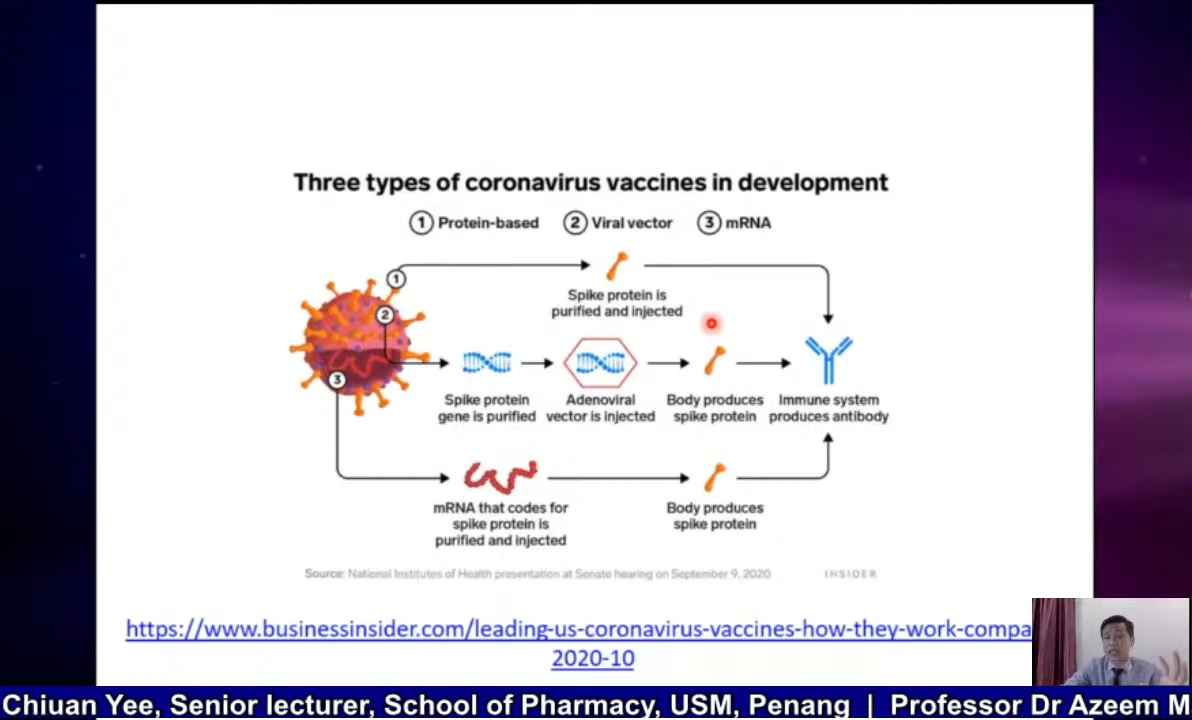 Three types of coronavirus vaccines in development
1 Protein-based 2 Viral vector 3 mRNA
1
Spike protein is
purified and injected
2
3
Spike protein
gene is purified
Adenoviral
vector is injected
Body produces
spike protein
Immune system
produces antibody
mRNA that codes for
spike protein is
purified and injected
Body produces
spike protein
Source: National Institutes of Health presentation at Senate hearing on September 9, 2020
INSIDER
https://www.businessinsider.com/leading-us-coronavirus-vaccines-how-they-work-compa
2020-10
Chiuan Yee, Senior lecturer, School of Pharmacy, USM, Penang | Professor Dr Azeem M